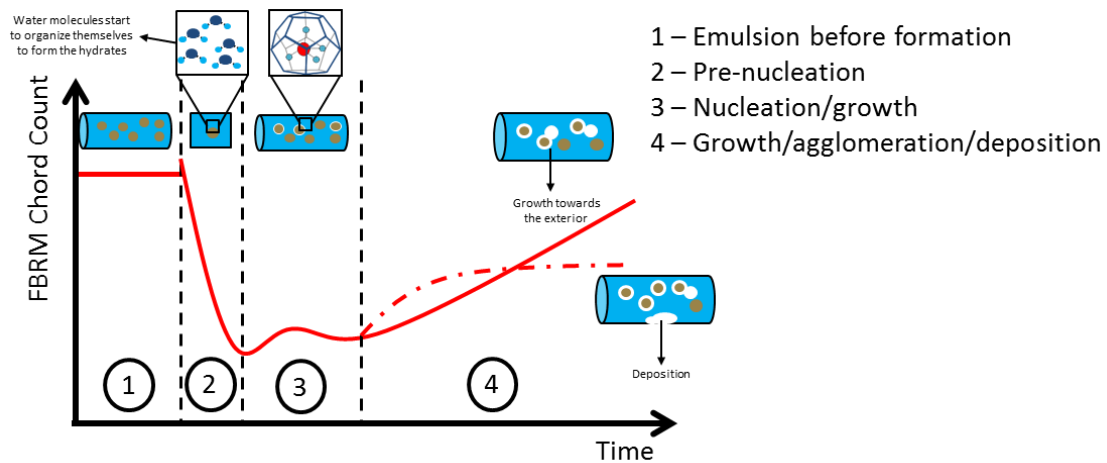 Water molecules start
to organize themselves
to form the hydrates
1 – Emulsion before formation
2 – Pre-nucleation
3 – Nucleation/growth
4 – Growth/agglomeration/deposition
FBRM Chord Count
Growth towards
the exterior
Deposition
1
2
3
4
Time